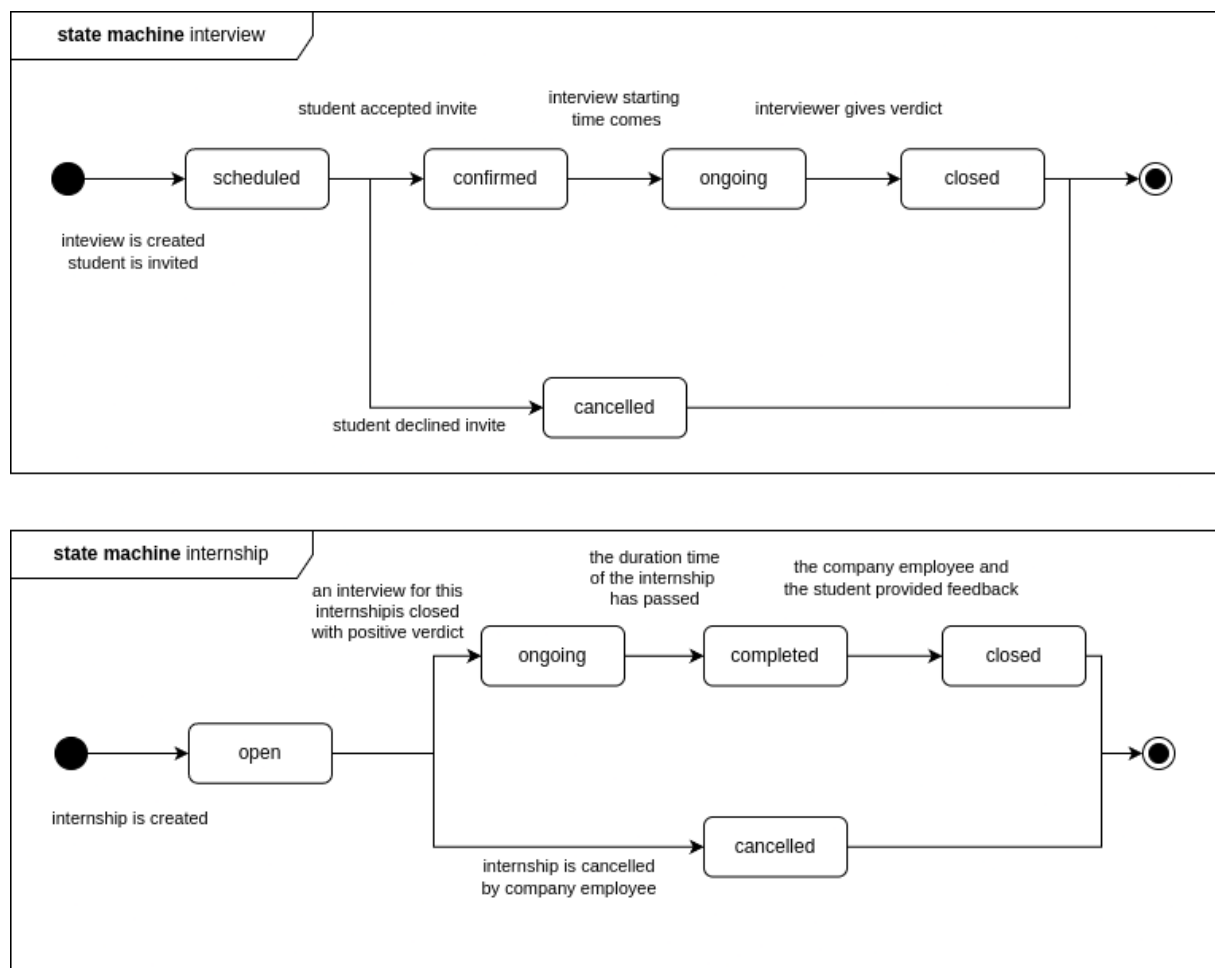 state machine interview
student accepted invite
interview starting
time comes
interviewer gives verdict
scheduled
confirmed
ongoing
closed
inteview is created
student is invited
cancelled
student declined invite
state machine internship
an interview for this
internshipis closed
with positive verdict
the duration time
of the internship
has passed
the company employee and
the student provided feedback
ongoing
completed
closed
open
internship is created
cancelled
internship is cancelled
by company employee